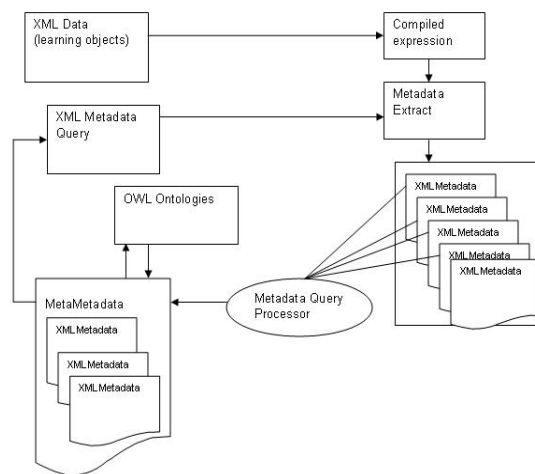 XML Data
(learning objects)
Compiled
expression
XML Metadata
Query
Metadata
Extract
OWL Ontologies
XMLMetadata
XMLMetadata
XMLMetadata
XMLMetadata
XMLMetadata
MetaMetadata
XMLMetadata
XMLMetadata
XMLMetadata
Metadata Query
Processor